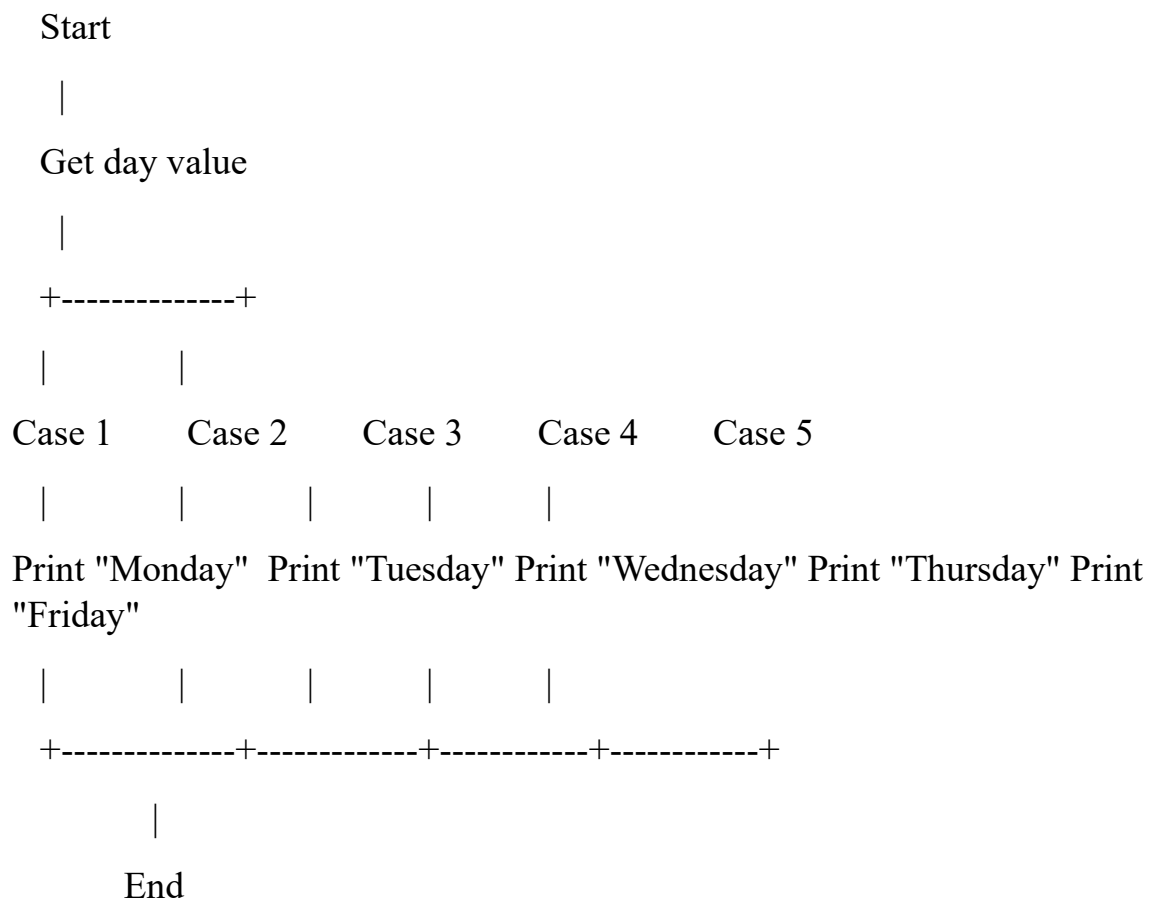 Start
|
Get day value
|
+--------------+
| |
Case 1 Case 2 Case 3 Case 4 Case 5
| | | | |
Print "Monday" Print "Tuesday" Print "Wednesday" Print "Thursday" Print
"Friday"
| | | | |
+--------------+-------------+------------+------------+
|
End